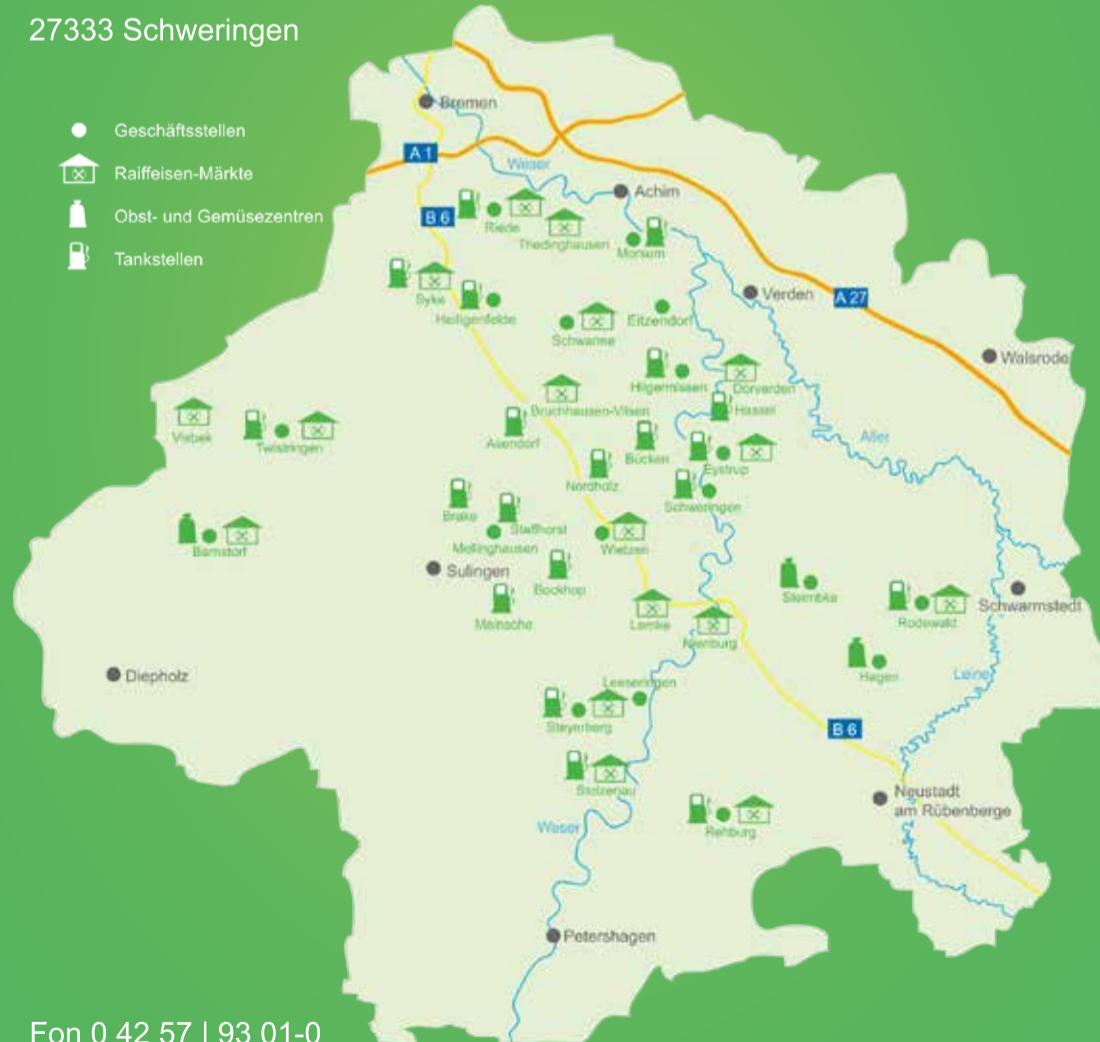 27333 Schweringen
Geschäftsstellen
Raiffeisen-Märkte
Obst- und Gemüsezentren
Tankstellen
Bremen
A 1
Weser
Achim
B 6
Riede
Thedinghausen
Morsum
Syke
Heiligenfelde
Verden
A 27
Schwarme
Eitzendorf
Walsrode
Hilgermissen
Dörverden
Bruchhausen-Vilsen
Hassel
Visbek
Twistringen
Asendorf
Bücken
Eystrup
Aller
Nordholz
Schweringen
Brake
Staffhorst
Barnstorf
Mellinghausen
Wietzen
Sulingen
Bockhop
Steimbke
Schwarmstedt
Mainsche
Lemke
Nienburg
Rodewald
Diepholz
Hagen
Leine
Leeseringen
Steyerberg
B 6
Stolzenau
Neustadt
am Rübenberge
Weser
Rehburg
Petershagen
Fon 0 42 57 | 93 01-0